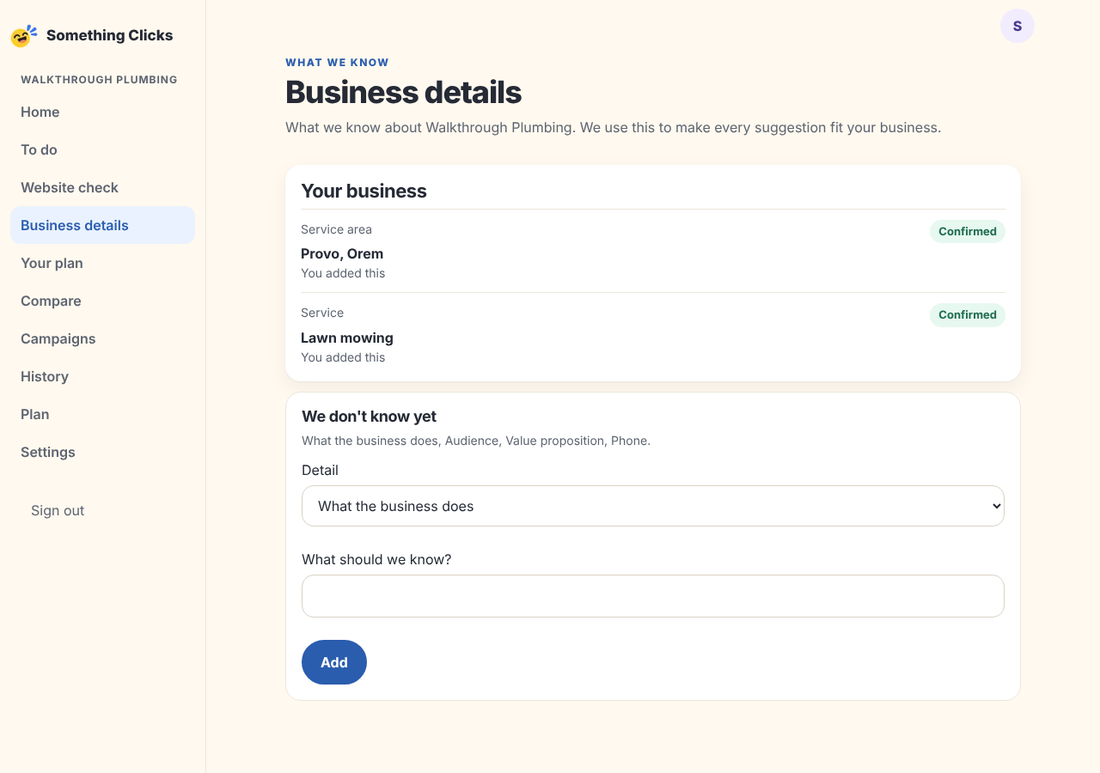 Something Clicks
S
WALKTHROUGH PLUMBING
Home
To do
Website check
Business details
Your plan
Compare
Campaigns
History
Plan
Settings
Sign out
WHAT WE KNOW
Business details
What we know about Walkthrough Plumbing. We use this to make every suggestion fit your business.
Your business
Service area
Confirmed
Provo, Orem
You added this
Service
Confirmed
Lawn mowing
You added this
We don't know yet
What the business does, Audience, Value proposition, Phone.
Detail
What the business does
What should we know?
Add